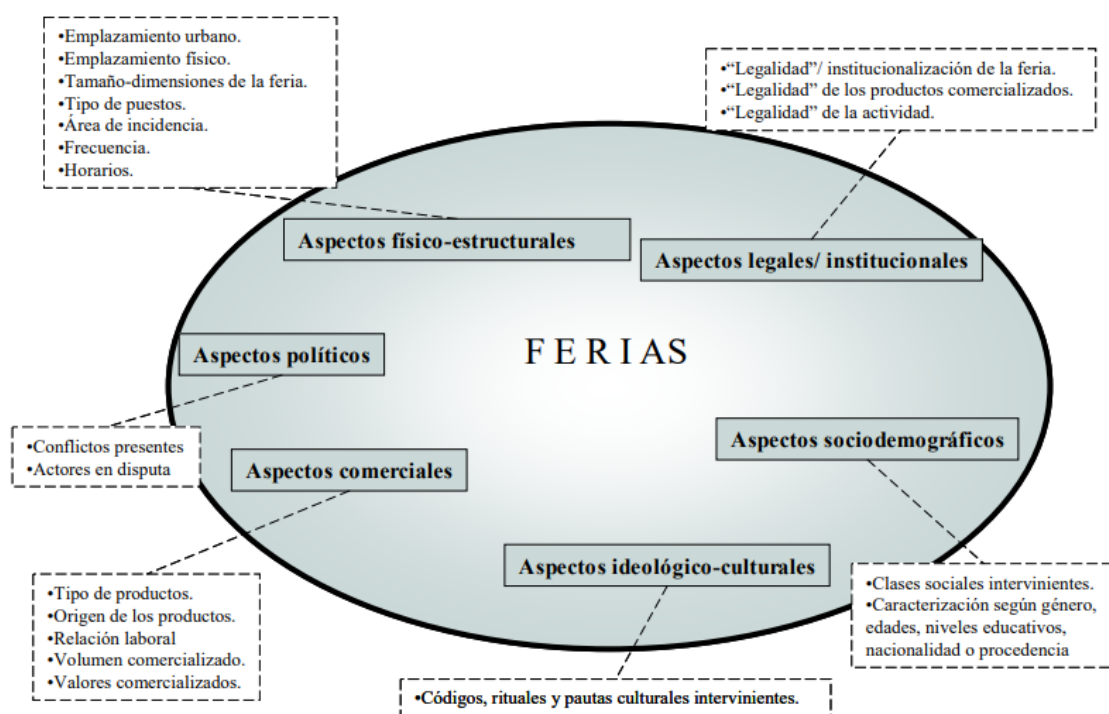 •Emplazamiento urbano.
•Emplazamiento físico.
•Tamaño-dimensiones de la feria.
•Tipo de puestos.
•Área de incidencia.
•Frecuencia.
•Horarios.
•“Legalidad”/ institucionalización de la feria.
•“Legalidad” de los productos comercializados.
•“Legalidad” de la actividad.
Aspectos físico-estructurales
Aspectos legales/ institucionales
Aspectos políticos
F E R I A S
•Conflictos presentes
•Actores en disputa
Aspectos comerciales
Aspectos sociodemográficos
Aspectos ideológico-culturales
•Tipo de productos.
•Origen de los productos.
•Relación laboral
•Volumen comercializado.
•Valores comercializados.
•Clases sociales intervinientes.
•Caracterización según género,
edades, niveles educativos,
nacionalidad o procedencia
•Códigos, rituales y pautas culturales intervinientes.